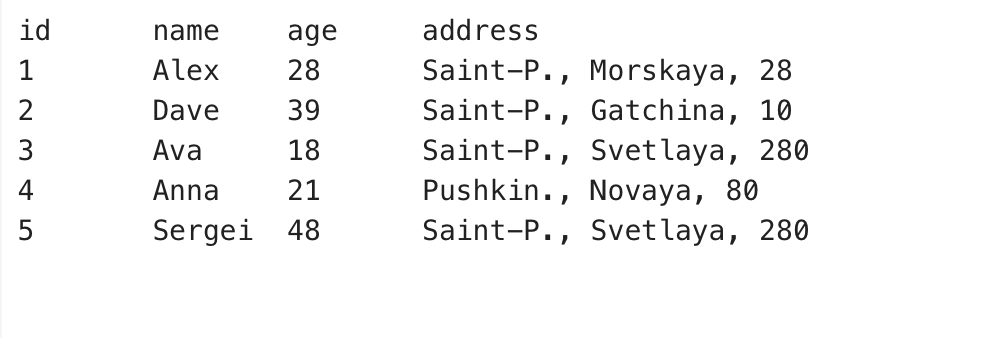 id name age address
1 Alex 28 Saint-P., Morskaya, 28
2 Dave 39 Saint-P., Gatchina, 10
3 Ava 18 Saint-P., Svetlaya, 280
4 Anna 21 Pushkin., Novaya, 80
5 Sergei 48 Saint-P., Svetlaya, 280